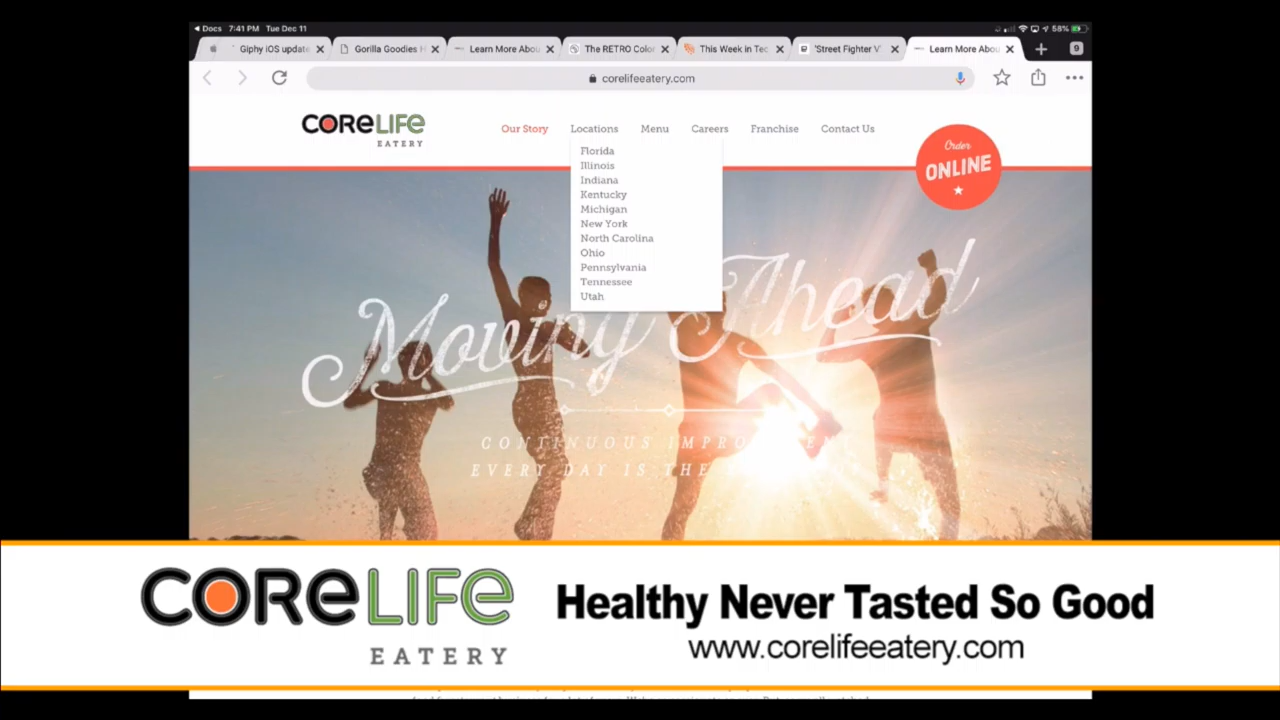 Docs 7:41 PM Tue Dec 11
58%
Giphy iOS update
Gorilla Goodies
Learn More Abou
The RETRO Color
This Week in Tec
'Street Fighter V'
Learn More Abou
9
corelifeeatery.com
CORELIFE
EATERY
Our Story Locations Menu Careers Franchise Contact Us
Florida
Illinois
Indiana
Kentucky
Michigan
New York
North Carolina
Ohio
Pennsylvania
Tennessee
Utah
Order
ONLINE
Moving Ahead
CONTINUOUS
EVERY DAY IS THE
CORELIFE
EATERY
Healthy Never Tasted So Good
www.corelifeeatery.com